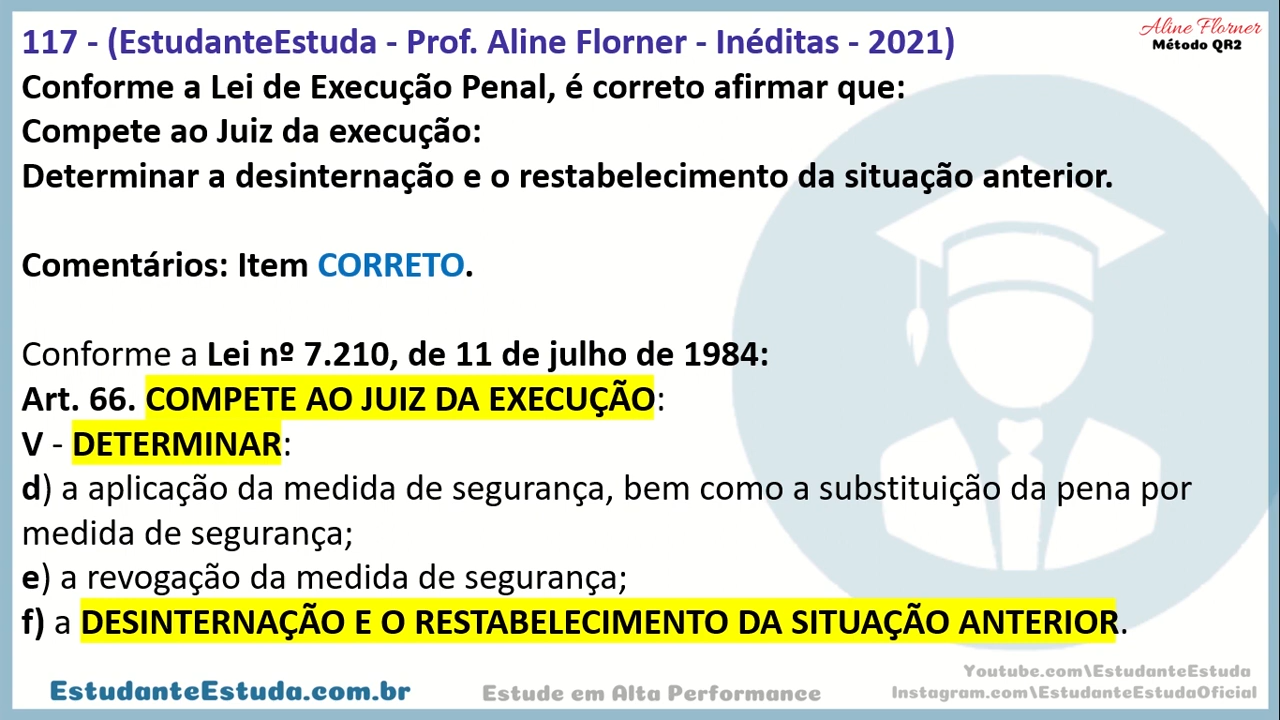 117 - (EstudanteEstuda - Prof. Aline Florner - Inéditas - 2021)
Aline Florner
Método QR2
Conforme a Lei de Execução Penal, é correto afirmar que:
Compete ao Juiz da execução:
Determinar a desinternação e o restabelecimento da situação anterior.
Comentários: Item CORRETO.
Conforme a Lei nº 7.210, de 11 de julho de 1984:
Art. 66. COMPETE AO JUIZ DA EXECUÇÃO:
V - DETERMINAR:
d) a aplicação da medida de segurança, bem como a substituição da pena por
medida de segurança;
e) a revogação da medida de segurança;
f) a DESINTERNAÇÃO E O RESTABELECIMENTO DA SITUAÇÃO ANTERIOR.
EstudanteEstuda.com.br
Estude em Alta Performance
Youtube.com\EstudanteEstuda
Instagram.com\EstudanteEstudaOficial